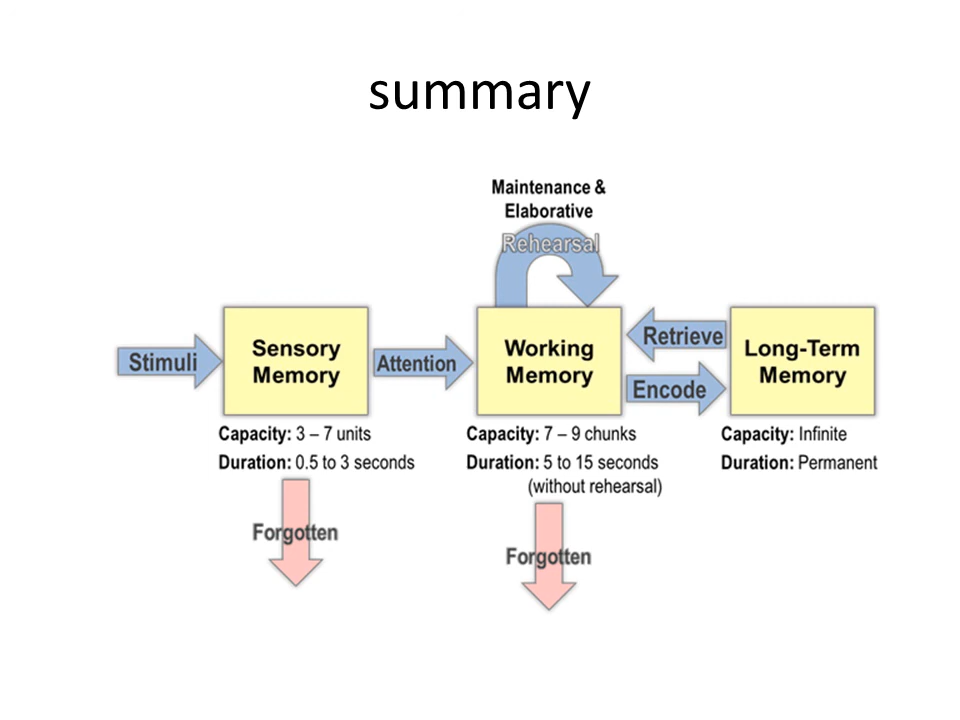 summary
Maintenance &
Elaborative
Rehearsal
Stimuli
Sensory
Memory
Attention
Working
Memory
Retrieve
Encode
Long-Term
Memory
Capacity: 3 – 7 units
Duration: 0.5 to 3 seconds
Forgotten
Capacity: 7 – 9 chunks
Duration: 5 to 15 seconds
(without rehearsal)
Forgotten
Capacity: Infinite
Duration: Permanent